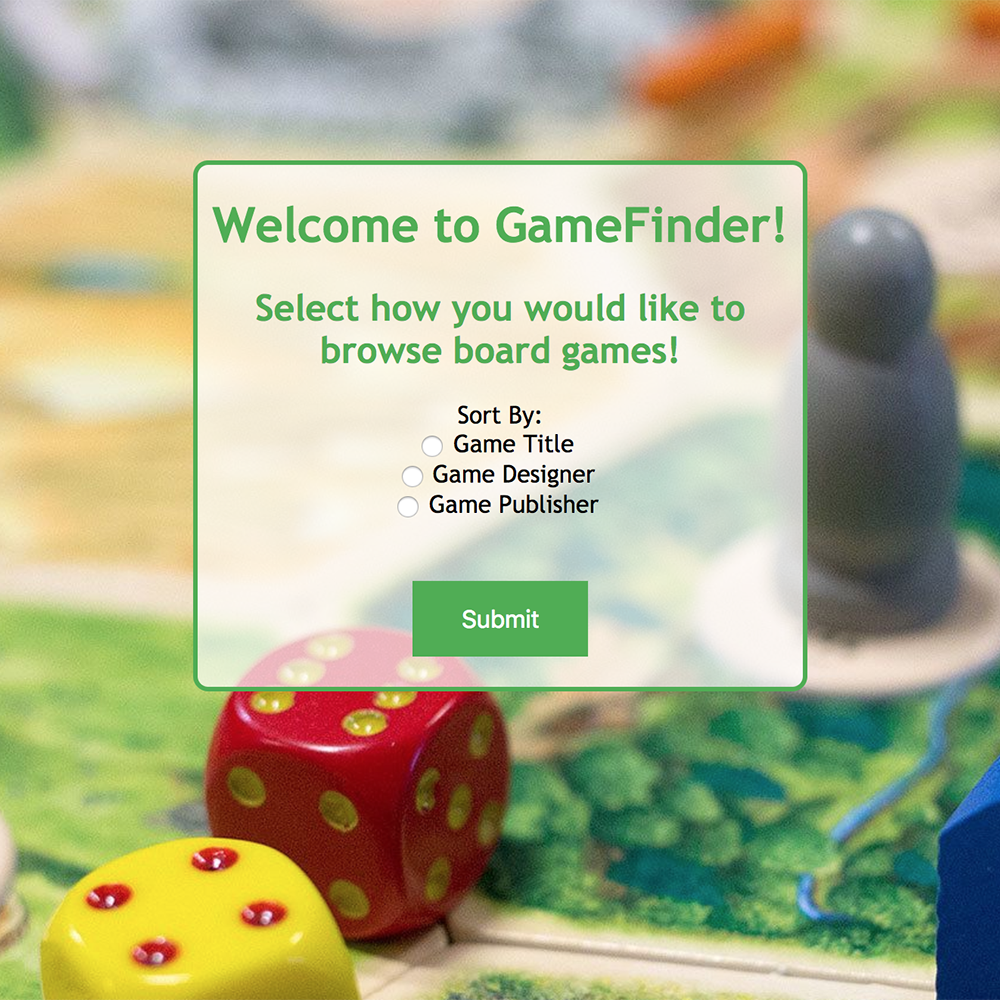 Welcome to GameFinder!
Select how you would like to
browse board games!
Sort By:
Game Title
Game Designer
Game Publisher
Submit